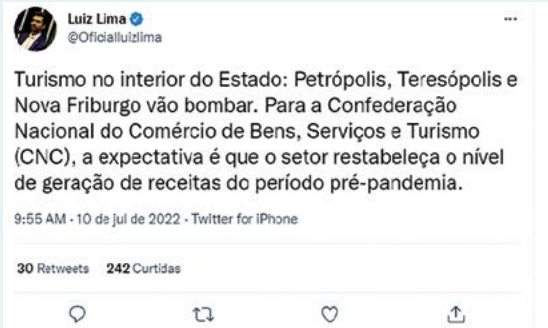 Luiz Lima
@Oficialluizlima
Turismo no interior do Estado: Petrópolis, Teresópolis e
Nova Friburgo vão bombar. Para a Confederação
Nacional do Comércio de Bens, Serviços e Turismo
(CNC), a expectativa é que o setor restabeleça o nível
de geração de receitas do período pré-pandemia.
9:55 AM · 10 de jul de 2022 · Twitter for iPhone
30 Retweets 242 Curtidas